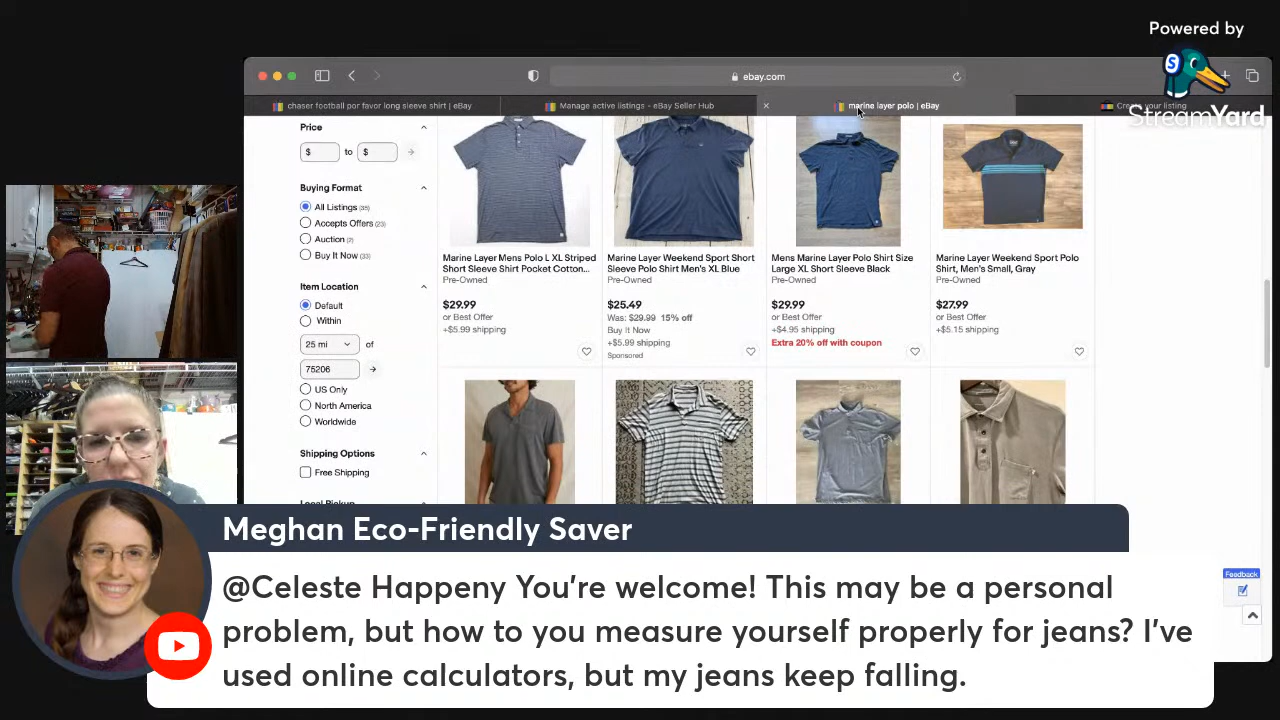 Powered by
StreamYard
ebay.com
chaser football por favor long sleeve shirt | eBay
Manage active listings - eBay Seller Hub
marine layer polo | eBay
Price
$ to $
Buying Format
All Listings (35)
Accepts Offers (23)
Auction (2)
Buy It Now (33)
Item Location
Default
Within
25 mi of
75206
US Only
North America
Worldwide
Shipping Options
Free Shipping
Marine Layer Mens Polo L XL Striped
Short Sleeve Shirt Pocket Cotton...
Pre-Owned
$29.99
or Best Offer
+$5.99 shipping
Marine Layer Weekend Sport Short
Sleeve Polo Shirt Men's XL Blue
Pre-Owned
$25.49
Was: $29.99 15% off
Buy It Now
+$5.99 shipping
Sponsored
Mens Marine Layer Polo Shirt Size
Large XL Short Sleeve Black
Pre-Owned
$29.99
or Best Offer
+$4.95 shipping
Extra 20% off with coupon
Marine Layer Weekend Sport Polo
Shirt, Men's Small, Gray
Pre-Owned
$27.99
or Best Offer
+$5.15 shipping
Feedback
Meghan Eco-Friendly Saver
@Celeste Happeny You're welcome! This may be a personal
problem, but how to you measure yourself properly for jeans? I've
used online calculators, but my jeans keep falling.